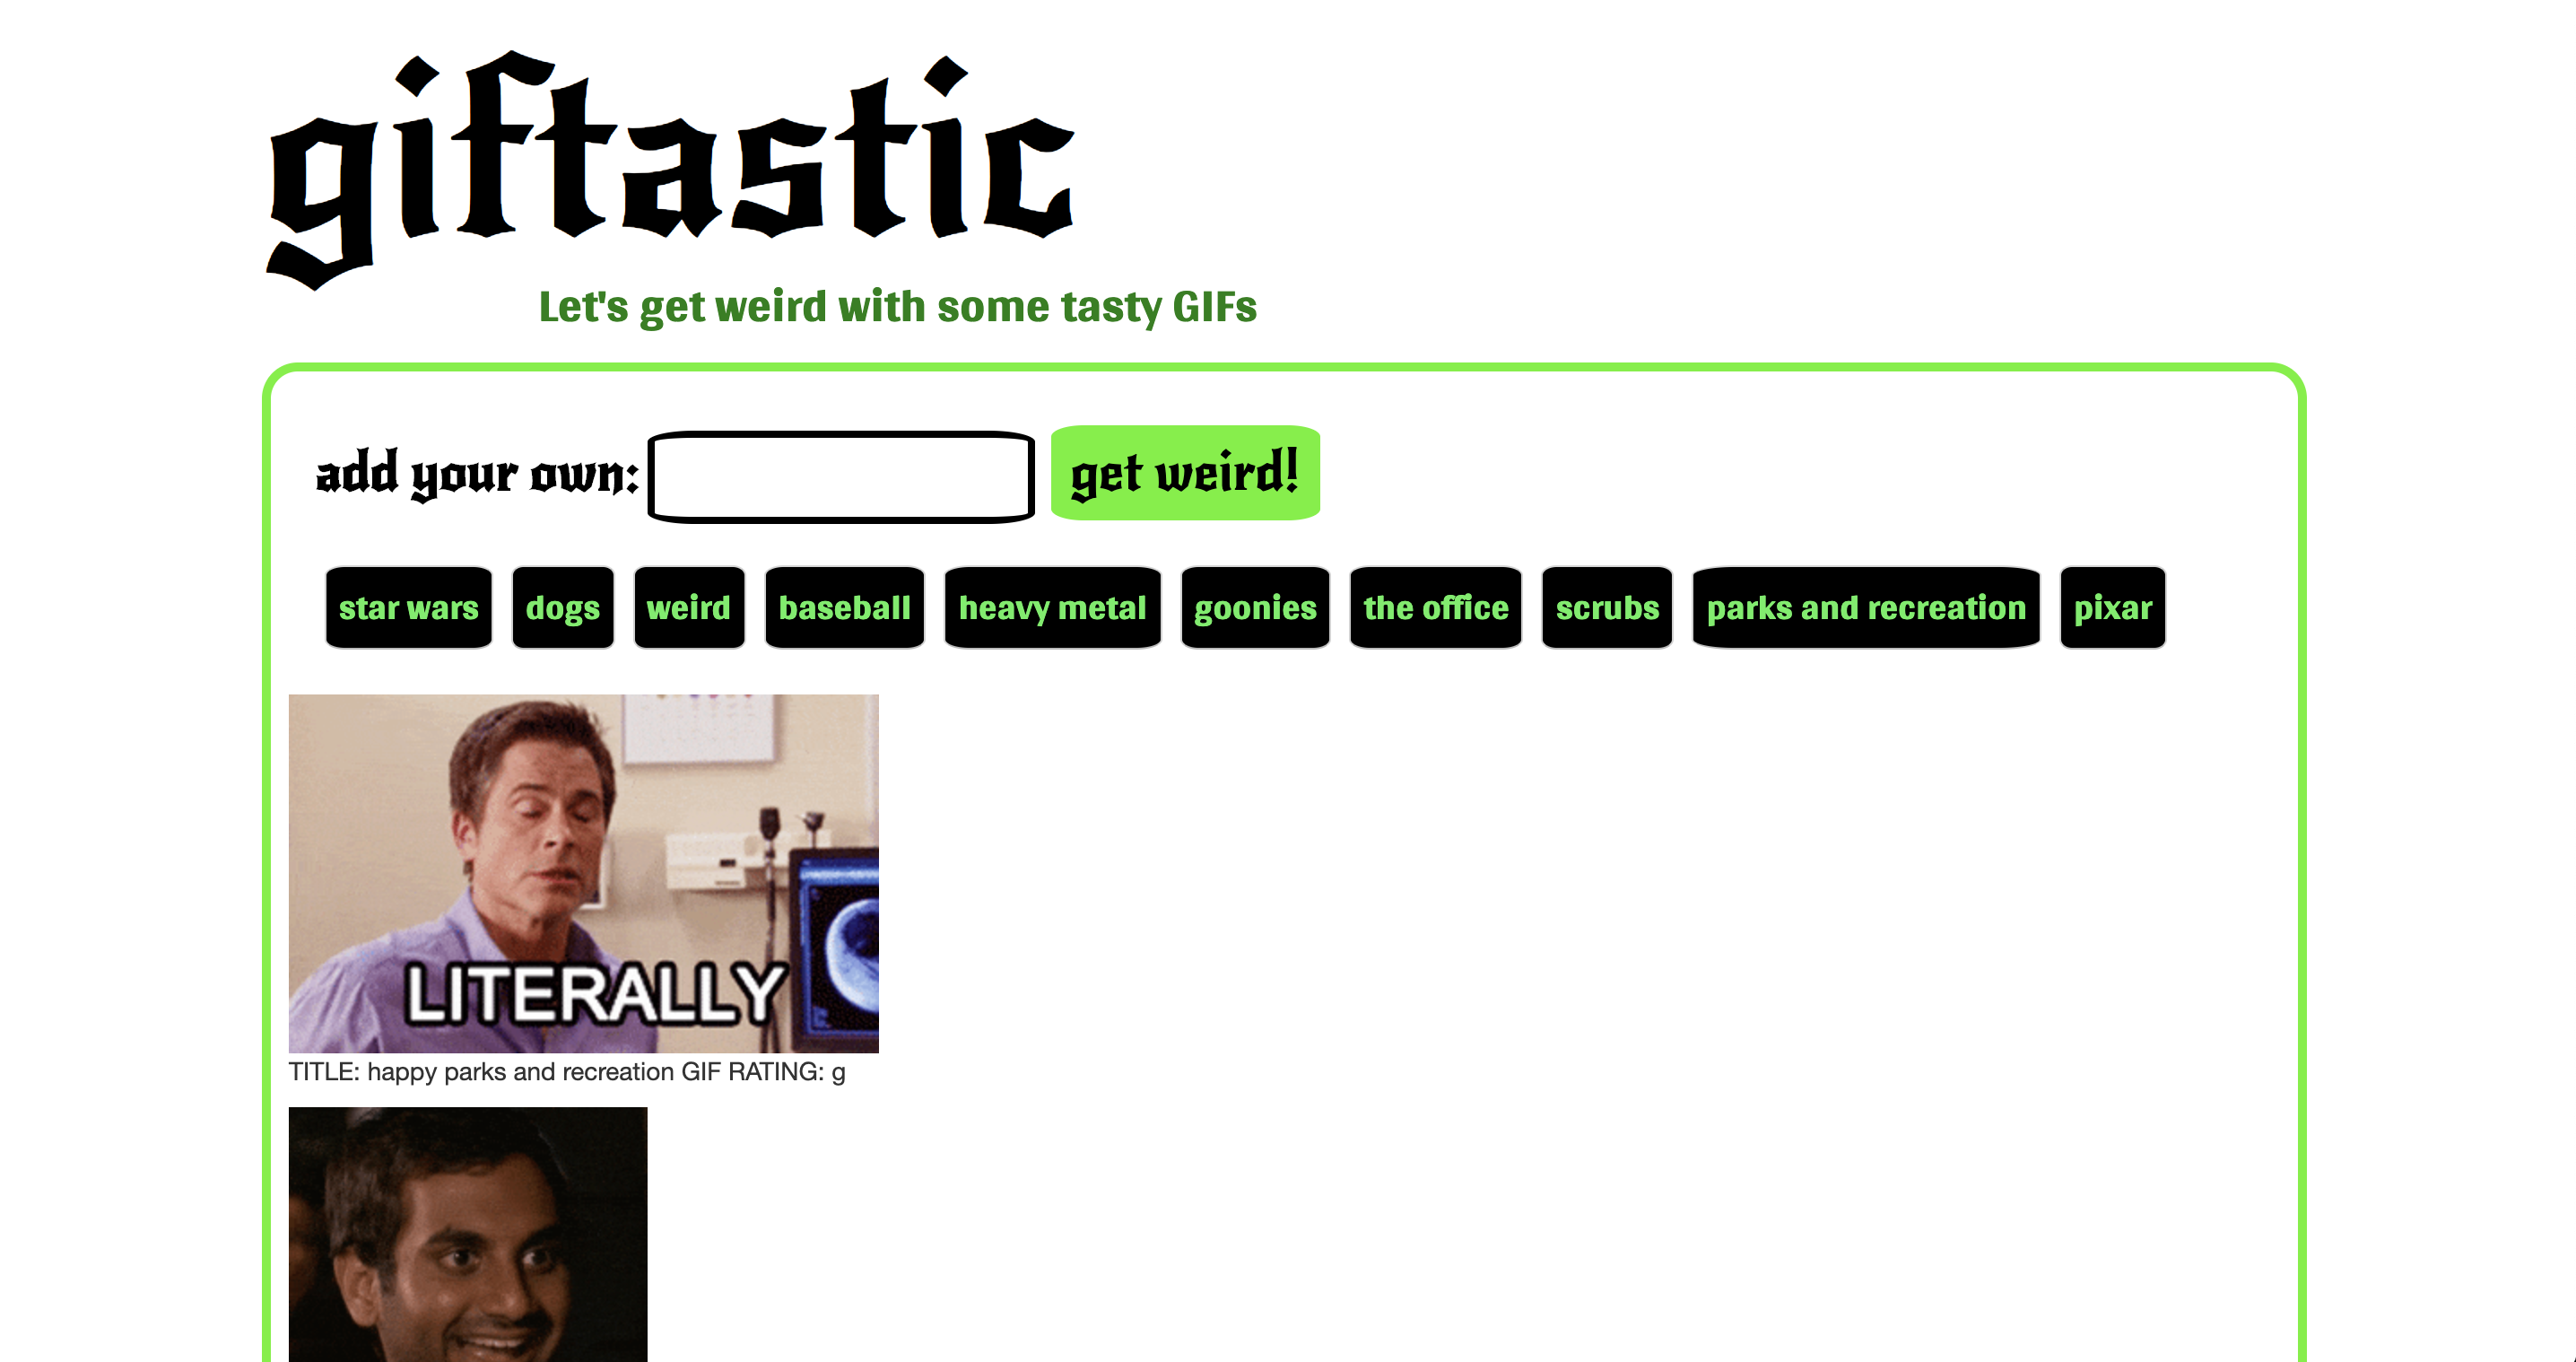 giftastic
Let's get weird with some tasty GIFs
add your own: get weird!
star wars dogs weird baseball heavy metal goonies the office scrubs parks and recreation pixar
LITERALLY
TITLE: happy parks and recreation GIF RATING: g